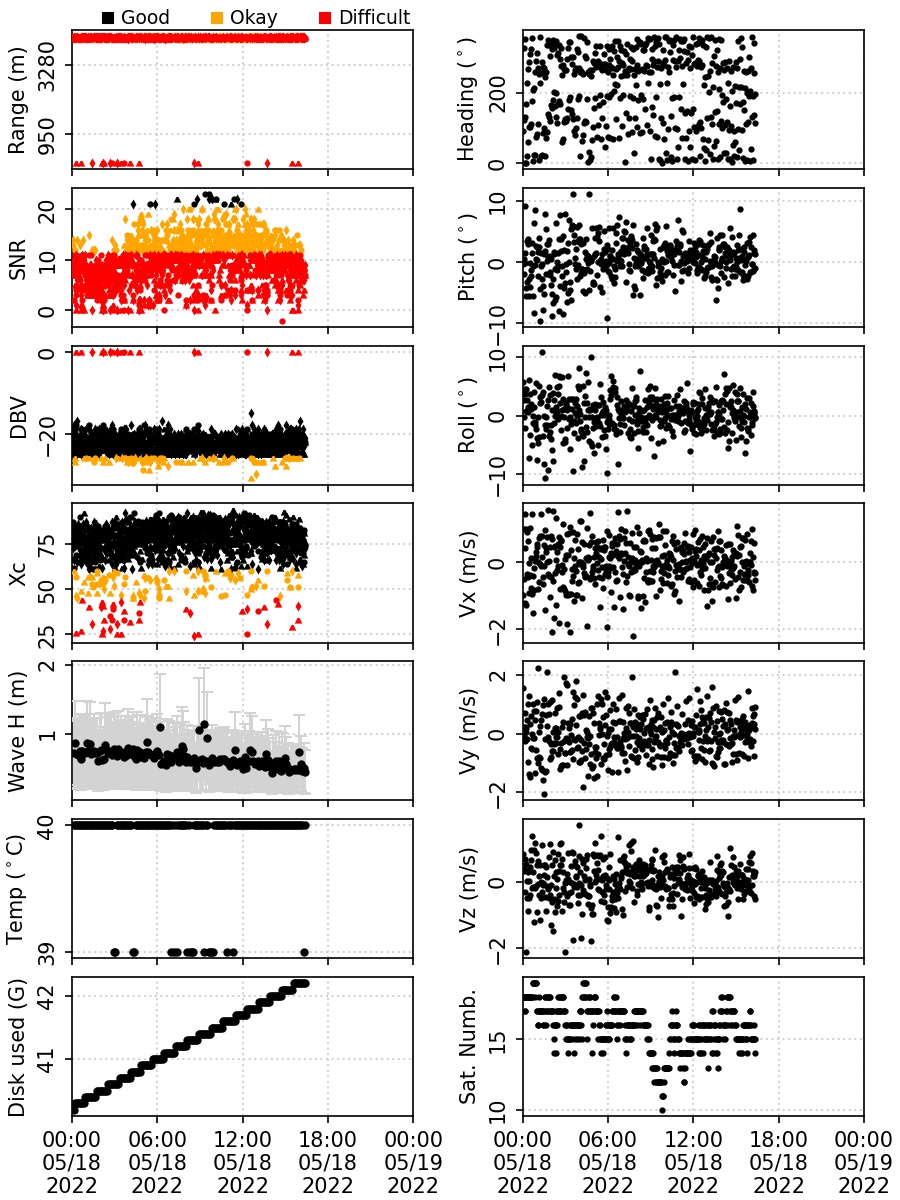 Good Okay Difficult
Range (m)
3280
950
Heading (°)
200
0
SNR
20
10
0
Pitch (°)
10
0
−10
DBV
0
−20
Roll (°)
10
0
−10
Xc
75
50
25
Vx (m/s)
0
−2
Wave H (m)
2
1
Vy (m/s)
2
0
−2
Temp (°C)
40
39
Vz (m/s)
0
−2
Disk used (G)
42
41
Sat. Numb.
15
10
00:00 06:00 12:00 18:00 00:00
05/18 05/18 05/18 05/18 05/19
2022 2022 2022 2022 2022
00:00 06:00 12:00 18:00 00:00
05/18 05/18 05/18 05/18 05/19
2022 2022 2022 2022 2022